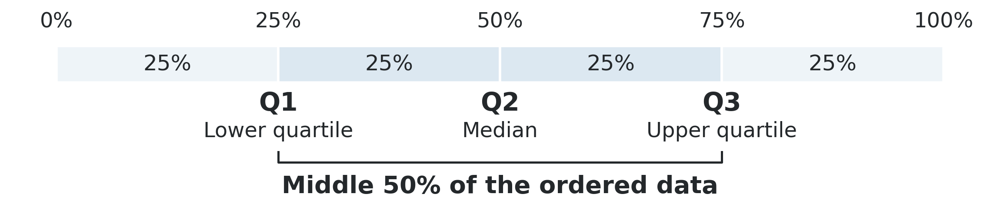 0% 25% 50% 75% 100%
25% 25% 25% 25%
Q1 Q2 Q3
Lower quartile Median Upper quartile
Middle 50% of the ordered data